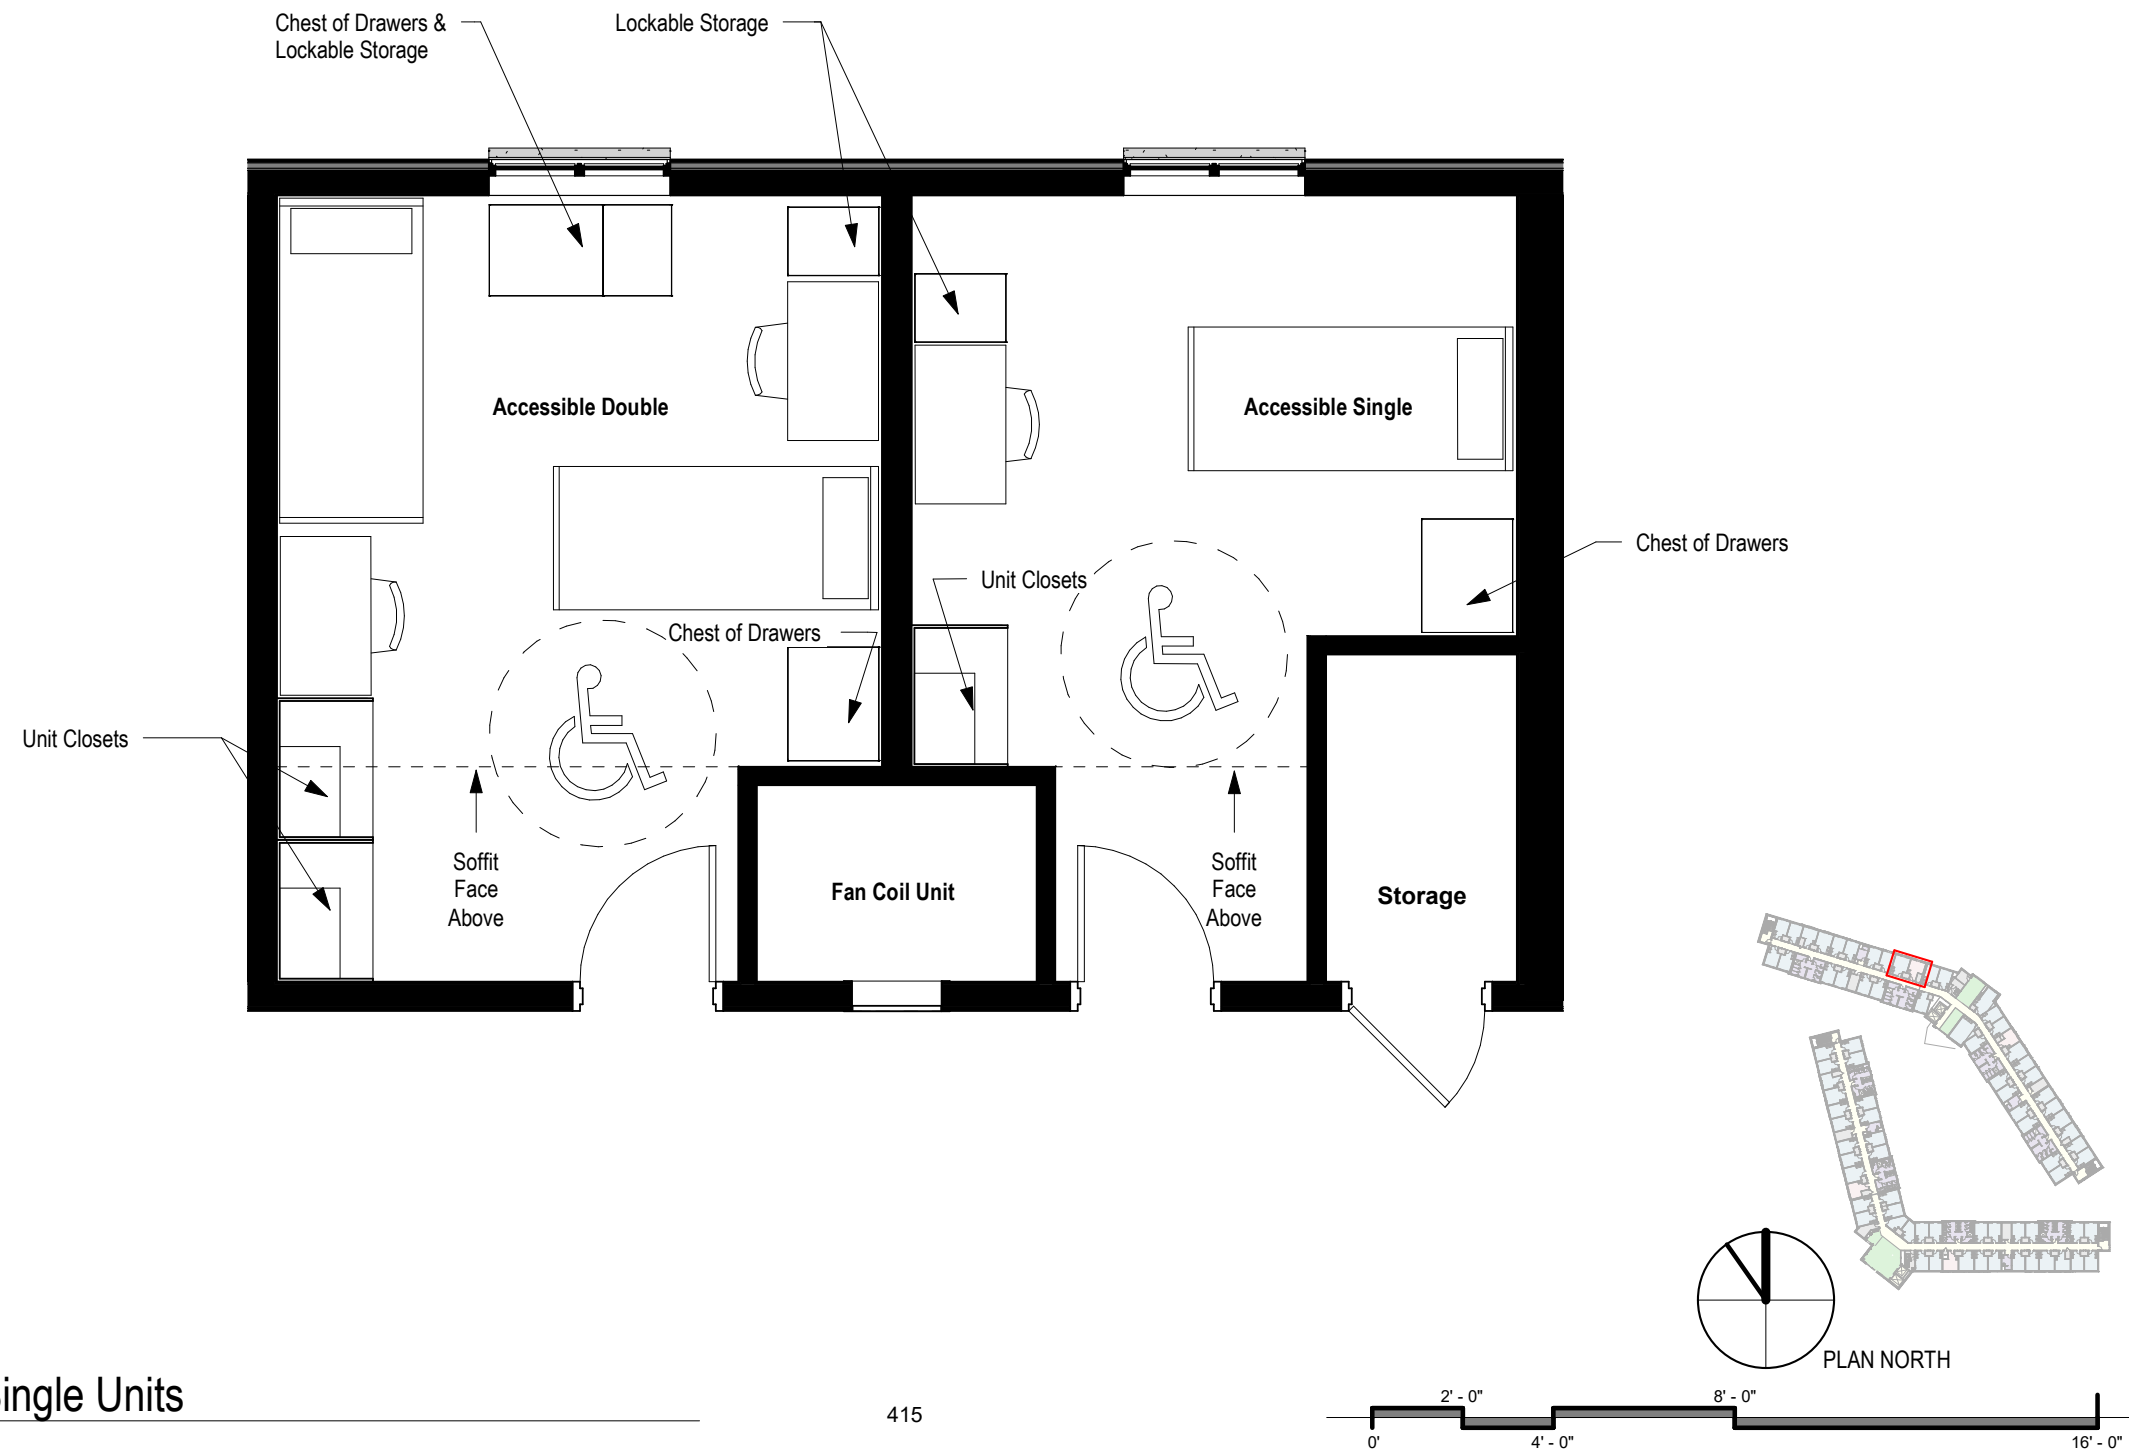 Chest of Drawers &
Lockable Storage
Lockable Storage
Accessible Double
Accessible Single
Chest of Drawers
Unit Closets
Chest of Drawers
Unit Closets
Soffit
Face
Above
Fan Coil Unit
Soffit
Face
Above
Storage
PLAN NORTH
ingle Units
415
2' - 0"
8' - 0"
0'
4' - 0"
16' - 0"